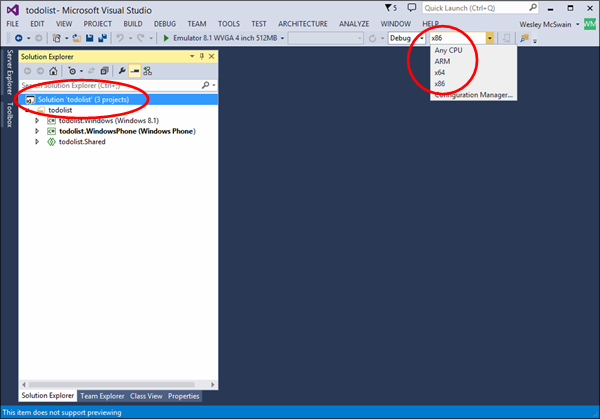 todolist - Microsoft Visual Studio
5
Quick Launch (Ctrl+Q)
FILE EDIT VIEW PROJECT BUILD DEBUG TEAM TOOLS TEST ARCHITECTURE ANALYZE WINDOW HELP
Wesley McSwain WM
Emulator 8.1 WVGA 4 inch 512MB Debug x86
Any CPU
ARM
x64
x86
Configuration Manager...
Server Explorer
Toolbox
Solution Explorer
Search Solution Explorer (Ctrl+;)
Solution 'todolist' (3 projects)
todolist
todolist.Windows (Windows 8.1)
todolist.WindowsPhone (Windows Phone)
todolist.Shared
Solution Explorer Team Explorer Class View Properties
This item does not support previewing